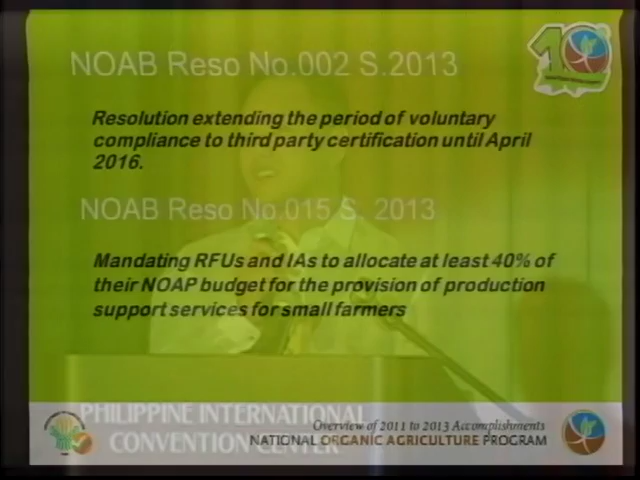 NOAB Reso No.002 S.2013
10
Resolution extending the period of voluntary
compliance to third party certification until April
2016.
NOAB Reso No.015 S. 2013
Mandating RFUs and IAs to allocate at least 40% of
their NOAP budget for the provision of production
support services for small farmers
PHILIPPINE INTERNATIONAL
CONVENTION CENTER
Overview of 2011 to 2013 Accomplishments
NATIONAL ORGANIC AGRICULTURE PROGRAM